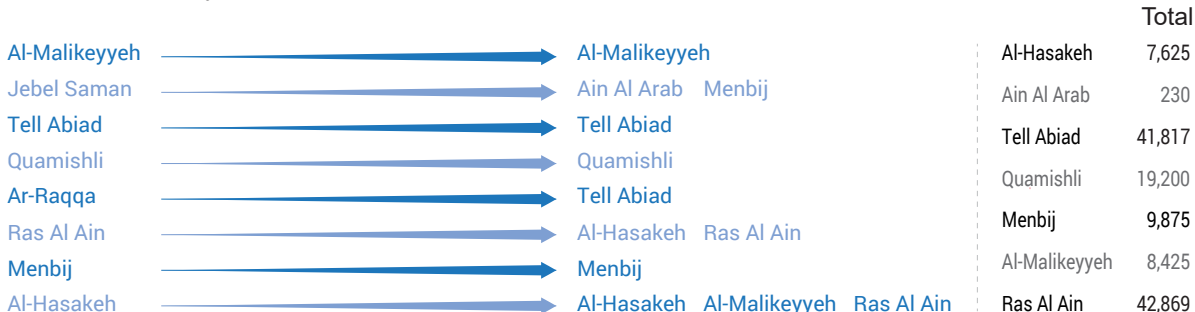 Total
Al-Malikeyyeh Al-Malikeyyeh Al-Hasakeh 7,625
Jebel Saman Ain Al Arab Menbij Ain Al Arab 230
Tell Abiad Tell Abiad Tell Abiad 41,817
Quamishli Quamishli Quamishli 19,200
Ar-Raqqa Tell Abiad
Ras Al Ain Al-Hasakeh Ras Al Ain Menbij 9,875
Menbij Menbij Al-Malikeyyeh 8,425
Al-Hasakeh Al-Hasakeh Al-Malikeyyeh Ras Al Ain Ras Al Ain 42,869